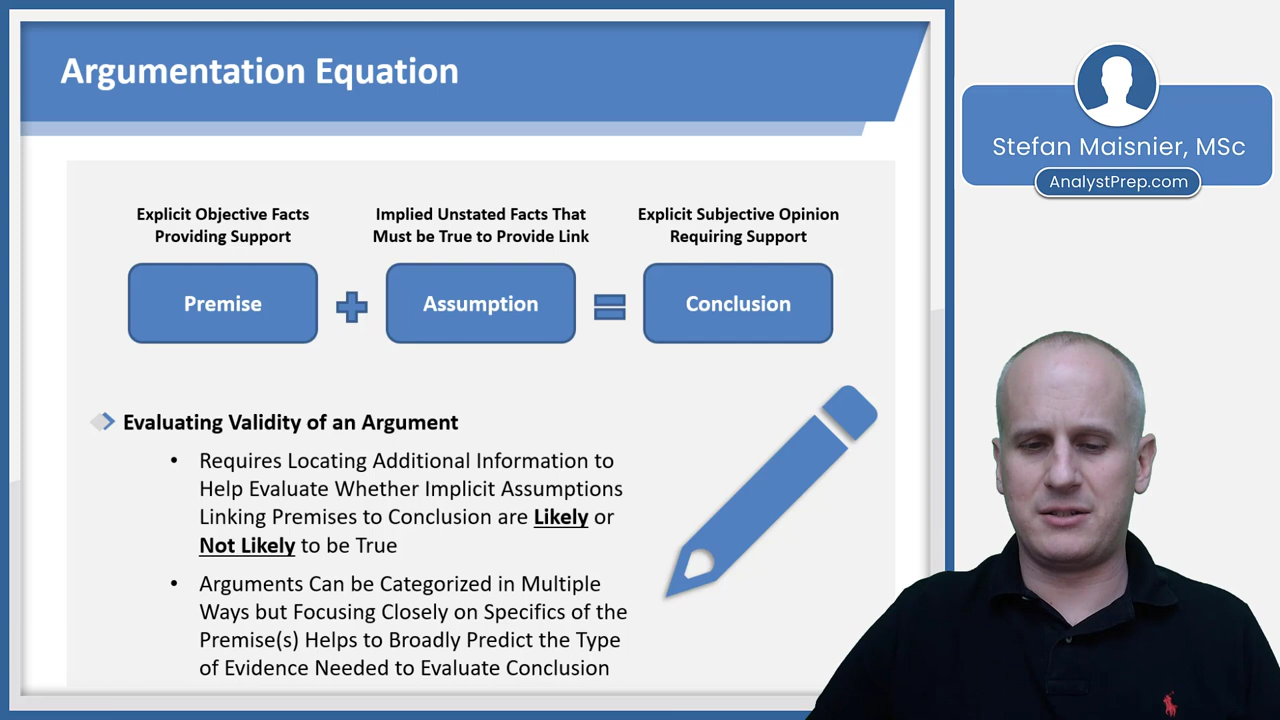 Argumentation Equation
Stefan Maisnier, MSc
AnalystPrep.com
Explicit Objective Facts
Providing Support
Implied Unstated Facts That
Must be True to Provide Link
Explicit Subjective Opinion
Requiring Support
Premise
Assumption
Conclusion
Evaluating Validity of an Argument
• Requires Locating Additional Information to
Help Evaluate Whether Implicit Assumptions
Linking Premises to Conclusion are Likely or
Not Likely to be True
• Arguments Can be Categorized in Multiple
Ways but Focusing Closely on Specifics of the
Premise(s) Helps to Broadly Predict the Type
of Evidence Needed to Evaluate Conclusion